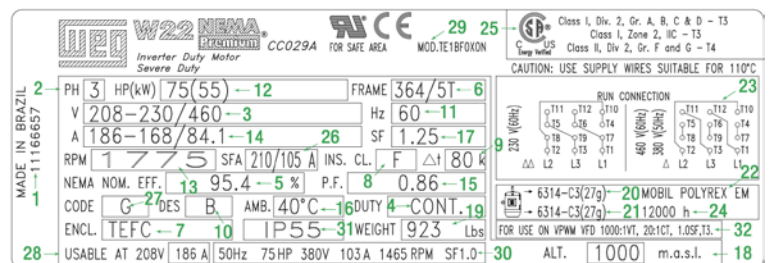 weg W22 NEMA Premium CC029A
Inverter Duty Motor
Severe Duty
c UR US CE
FOR SAFE AREA
29
MOD.TE1BF0X0N
25 CSA C US Energy Verified
Class I, Div. 2, Gr. A, B, C & D - T3
Class I, Zone 2, IIC - T3
Class II, Div 2, Gr. F and G - T4
CAUTION: USE SUPPLY WIRES SUITABLE FOR 110°C
MADE IN BRAZIL
11166657
1
2 PH 3 HP(kW) 75(55) 12 FRAME 364/5T 6
V 208-230/460 3 Hz 60 11
A 186-168/84.1 14 26 SF 1.25 17
RPM 1775 SFA 210/105 A INS. CL. F Δt 80 k 9
13
NEMA NOM. EFF. 95.4 5 % 8 P.F. 0.86 15
CODE G 27 DES B 10 AMB. 40°C 16 DUTY 4 CONT.
ENCL. TEFC 7 IP55 31 WEIGHT 923 Lbs 19
28 USABLE AT 208V 186 A 50Hz 75HP 380V 103A 1465 RPM SF1.0 30
23
RUN CONNECTION
230 V(60Hz)
T11 T12 T10
T5 T6 T4
T8 T9 T7
T2 T3 T1
ΔΔ L2 L3 L1
460 V(60Hz)
380 V(50Hz)
T11 T12 T10
T5 T6 T4
T8 T9 T7
T2 T3 T1
Δ L2 L3 L1
22
6314-C3(27g) 20 MOBIL POLYREX EM
6314-C3(27g) 21 12000 h 24
FOR USE ON VPWM VFD 1000:1VT, 20:1CT, 1.0SF,T3. 32
ALT. 1000 m.a.s.l. 18